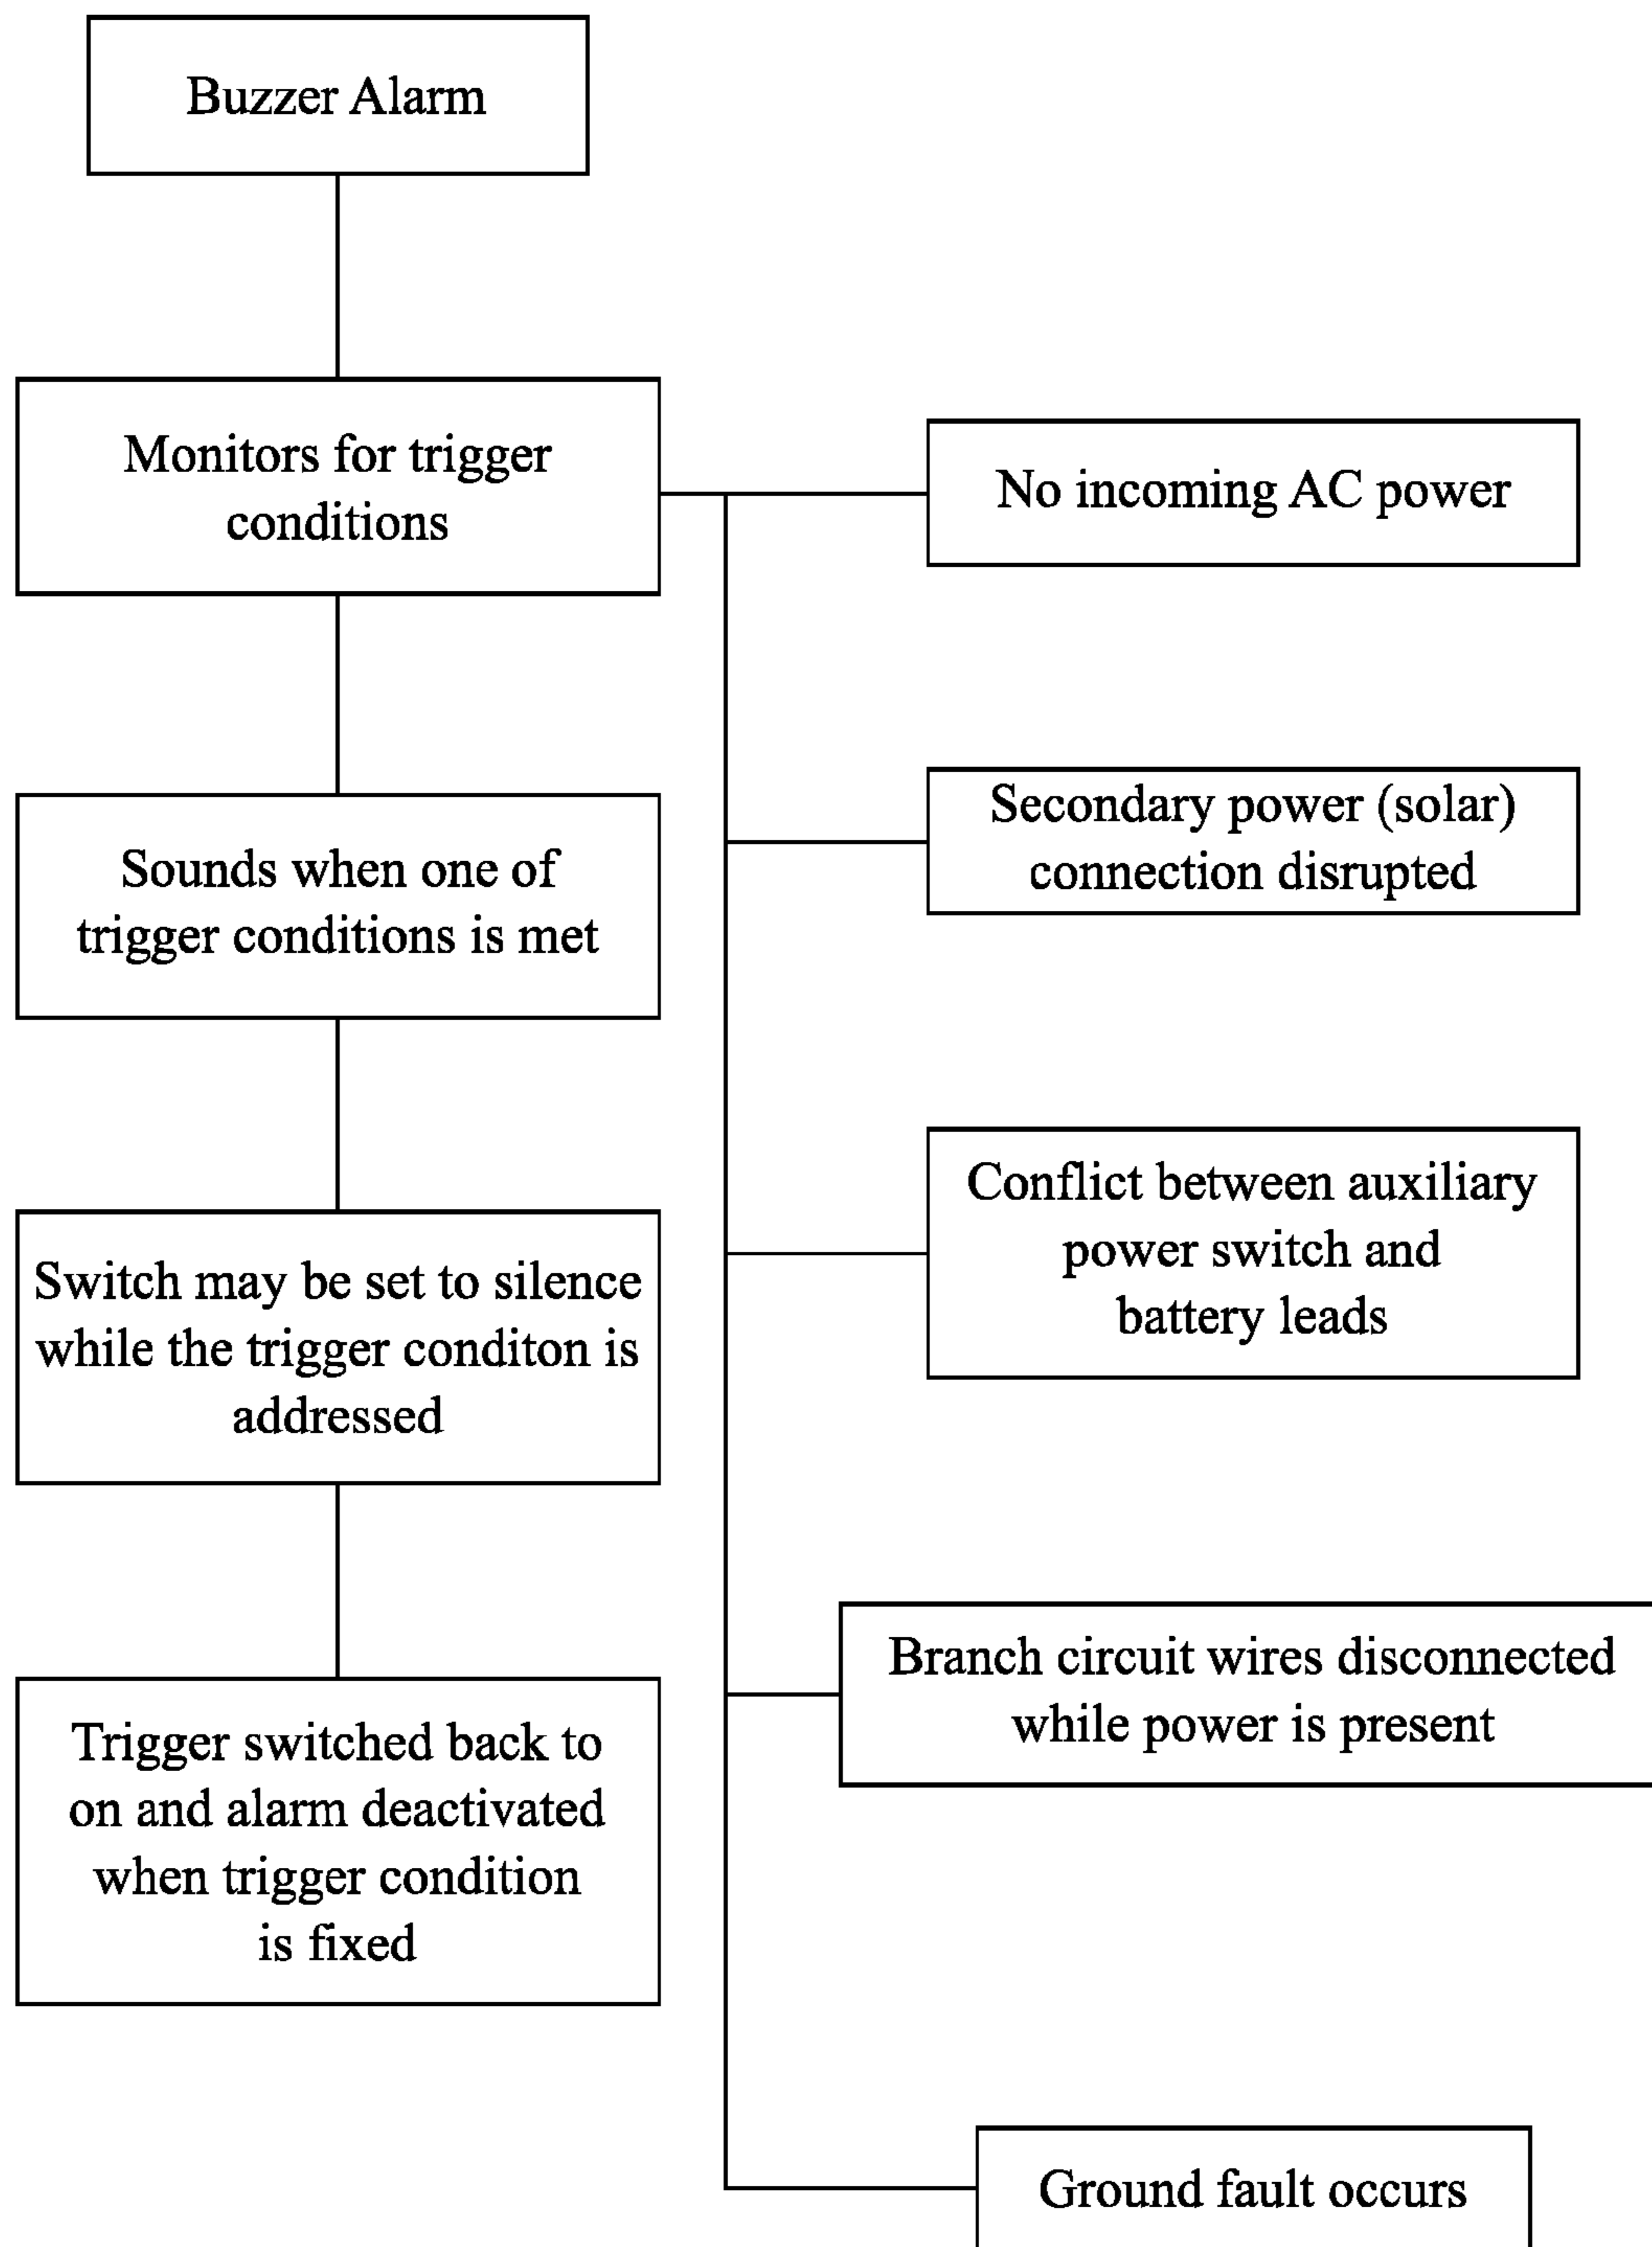 Buzzer Alarm
Monitors for trigger
conditions
No incoming AC power
Secondary power (solar)
connection disrupted
Sounds when one of
trigger conditions is met
Conflict between auxiliary
power switch and
battery leads
Switch may be set to silence
while the trigger conditon is
addressed
Branch circuit wires disconnected
while power is present
Trigger switched back to
on and alarm deactivated
when trigger condition
is fixed
Ground fault occurs